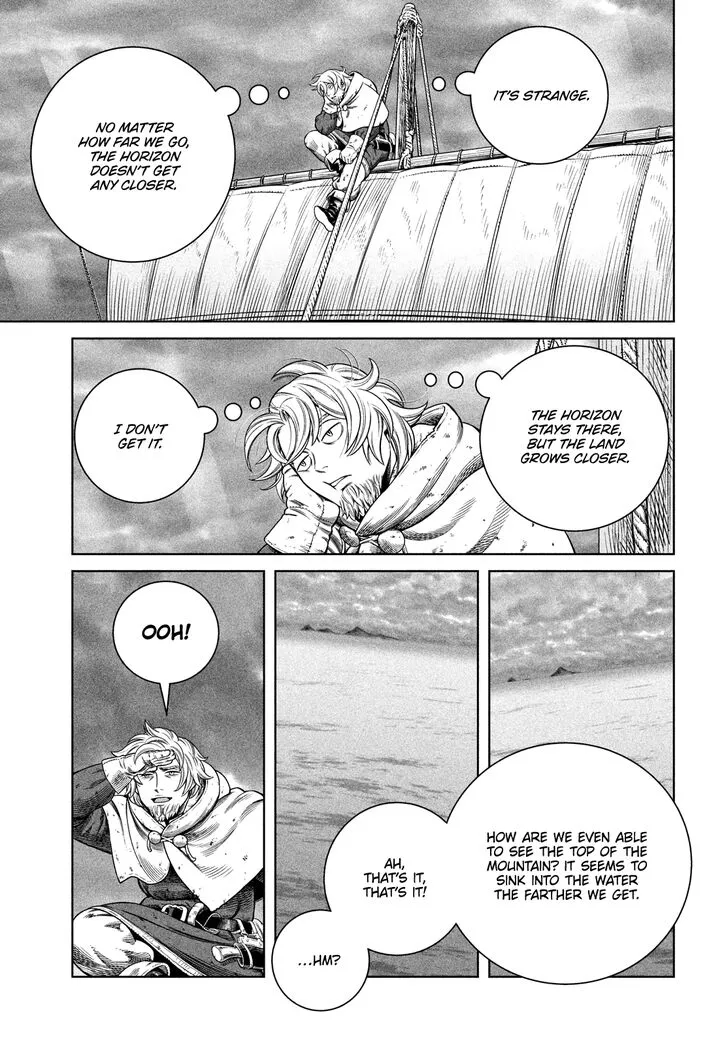 IT'S STRANGE.
NO MATTER
HOW FAR WE GO,
THE HORIZON
DOESN'T GET
ANY CLOSER.
THE HORIZON
STAYS THERE,
BUT THE LAND
GROWS CLOSER.
I DON'T
GET IT.
HOW ARE WE EVEN ABLE
TO SEE THE TOP OF THE
MOUNTAIN? IT SEEMS TO
SINK INTO THE WATER
THE FARTHER WE GET.
AH,
THAT'S IT,
THAT'S IT!
...HM?
OOH!